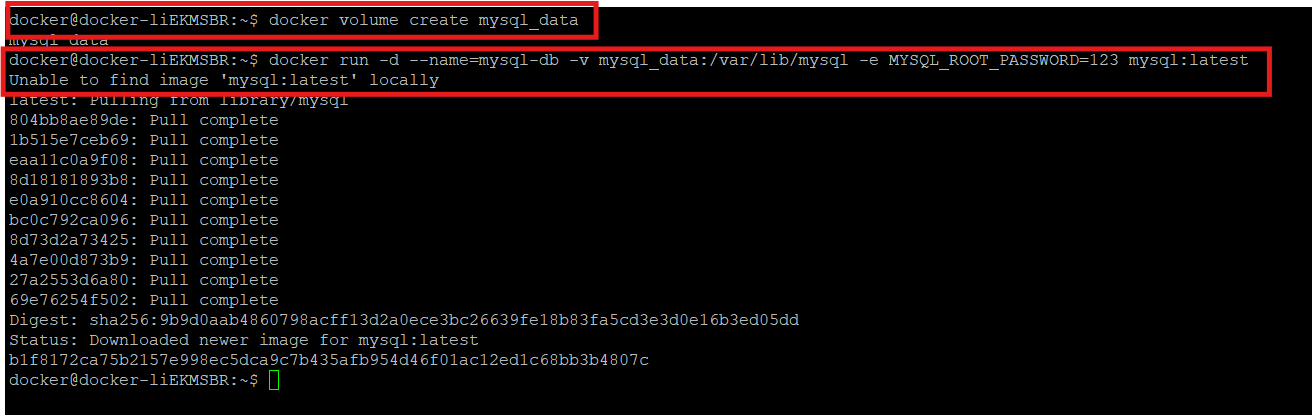 docker@docker-liEKMSBR:~$ docker volume create mysql_data
mysql_data
docker@docker-liEKMSBR:~$ docker run -d --name=mysql-db -v mysql_data:/var/lib/mysql -e MYSQL_ROOT_PASSWORD=123 mysql:latest
Unable to find image 'mysql:latest' locally
latest: Pulling from library/mysql
804bb8ae89de: Pull complete
1b515e7ceb69: Pull complete
eaa11c0a9f08: Pull complete
8d18181893b8: Pull complete
e0a910cc8604: Pull complete
bc0c792ca096: Pull complete
8d73d2a73425: Pull complete
4a7e00d873b9: Pull complete
27a2553d6a80: Pull complete
69e76254f502: Pull complete
Digest: sha256:9b9d0aab4860798acff13d2a0ece3bc26639fe18b83fa5cd3e3d0e16b3ed05dd
Status: Downloaded newer image for mysql:latest
b1f8172ca75b2157e998ec5dca9c7b435afb954d46f01ac12ed1c68bb3b4807c
docker@docker-liEKMSBR:~$